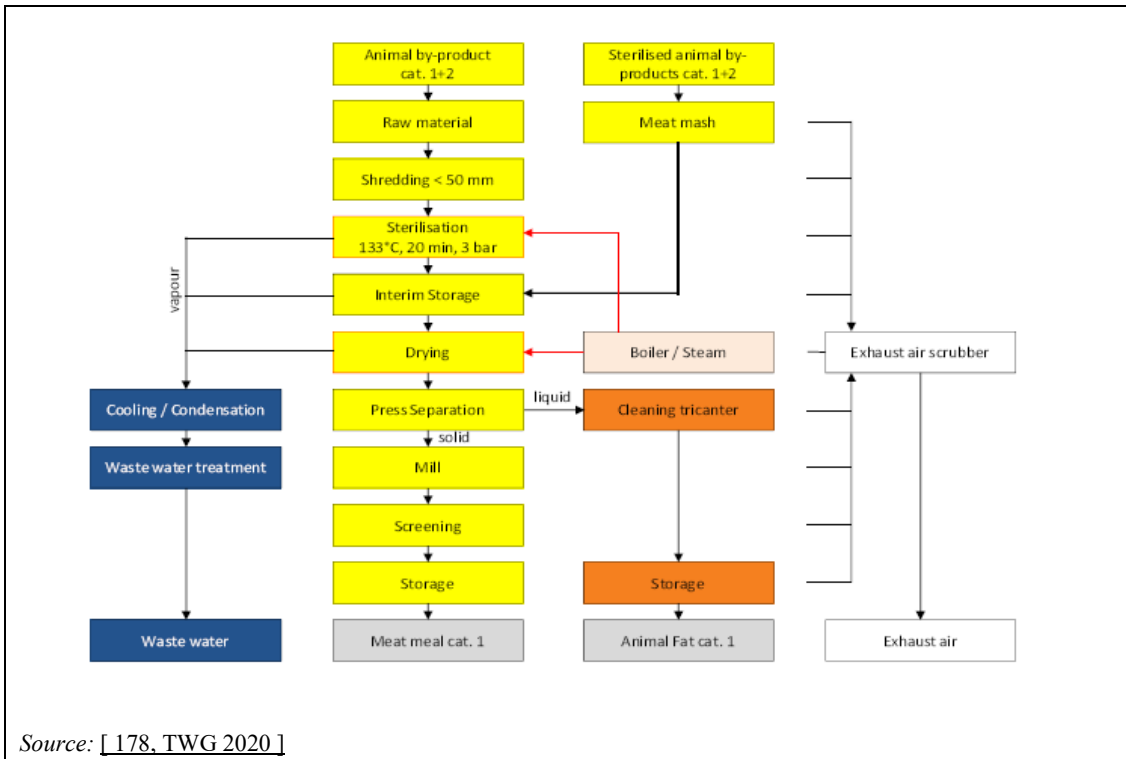 Animal by-product
cat. 1+2
Sterilised animal by-
products cat. 1+2
Raw material
Meat mash
Shredding < 50 mm
Sterilisation
133°C, 20 min, 3 bar
vapour
Interim Storage
Drying
Boiler / Steam
Exhaust air scrubber
Cooling / Condensation
Press Separation
liquid
Cleaning tricanter
solid
Waste water treatment
Mill
Screening
Storage
Storage
Waste water
Meat meal cat. 1
Animal Fat cat. 1
Exhaust air
Source: [ 178, TWG 2020 ]